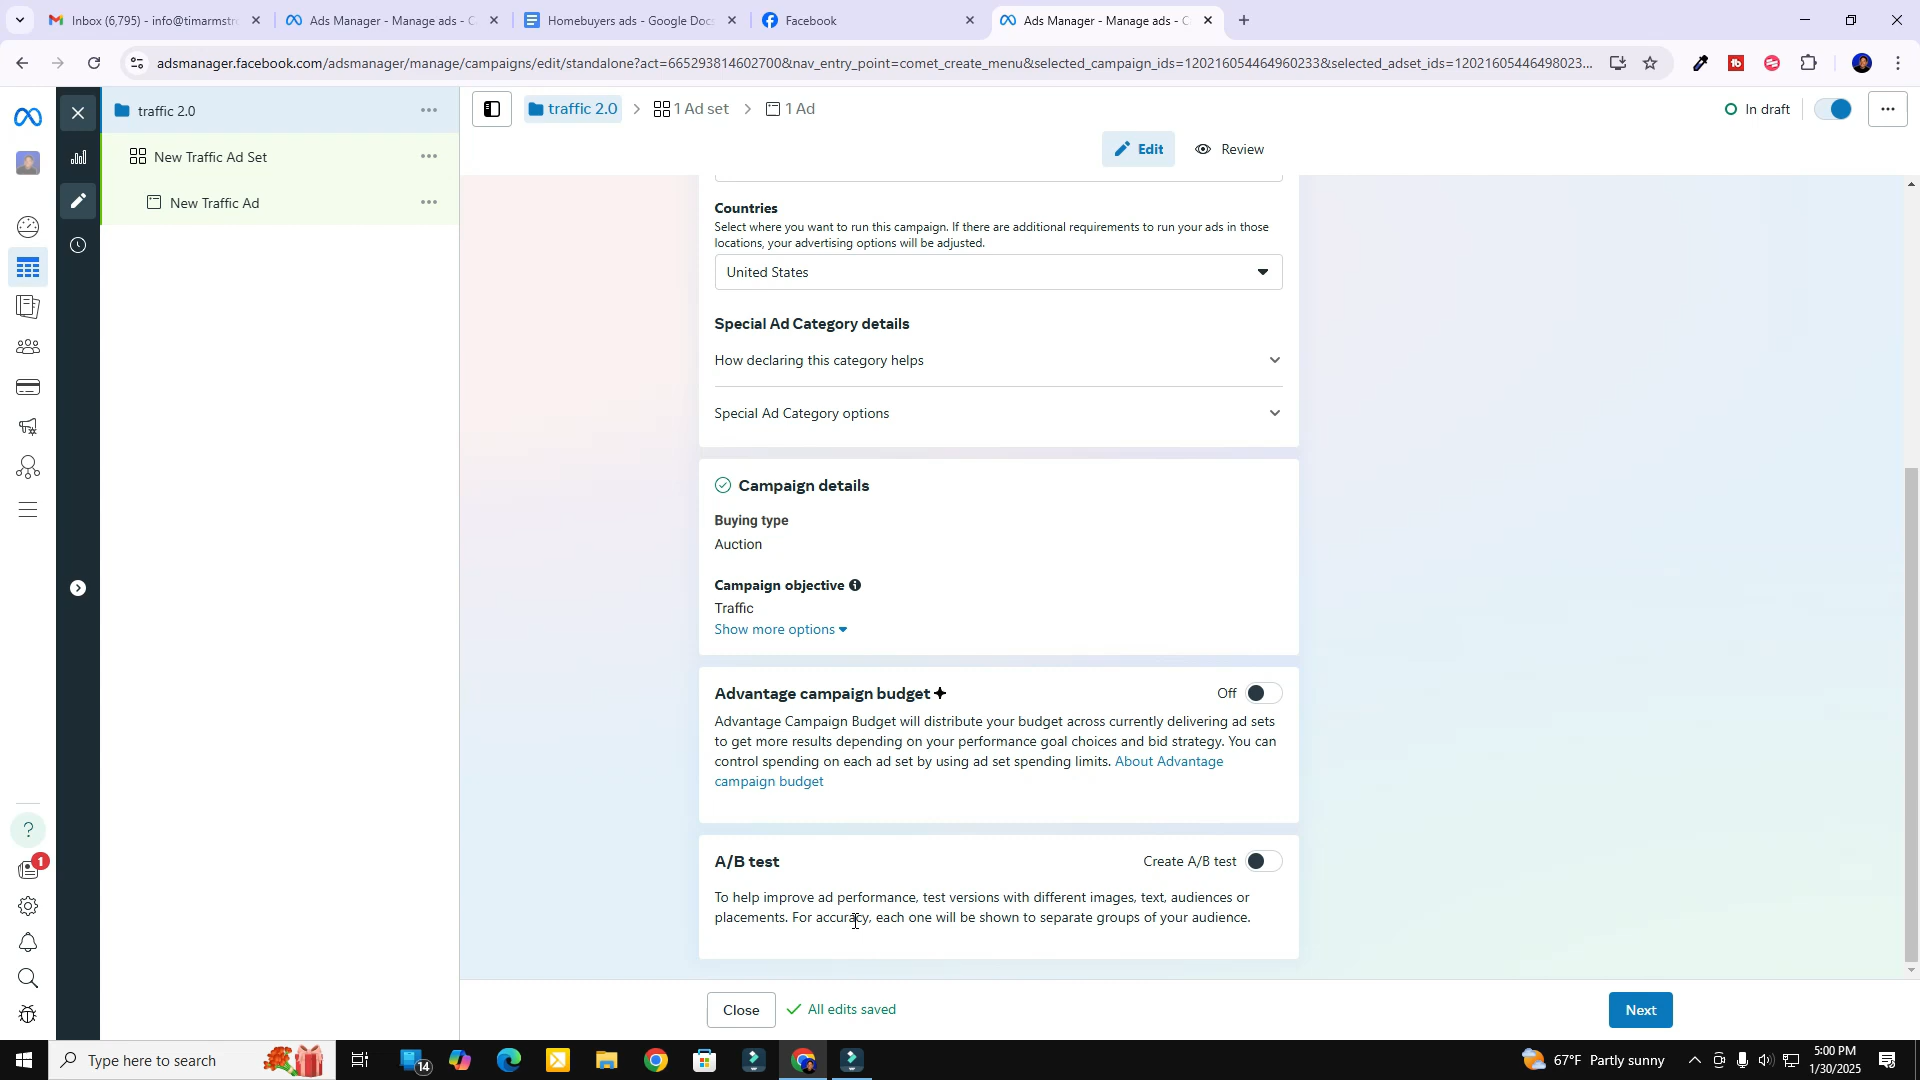 Inbox (6,795) - info@timarmstr
Ads Manager - Manage ads - C
Homebuyers ads - Google Doc
Facebook
Ads Manager - Manage ads - C
adsmanager.facebook.com/adsmanager/manage/campaigns/edit/standalone?act=665293814602700&nav_entry_point=comet_create_menu&selected_campaign_ids=120216054464960233&selected_adset_ids=12021605446498023...
traffic 2.0
traffic 2.0
1 Ad set
1 Ad
In draft
Edit
Review
New Traffic Ad Set
New Traffic Ad
Countries
Select where you want to run this campaign. If there are additional requirements to run your ads in those
locations, your advertising options will be adjusted.
United States
Special Ad Category details
How declaring this category helps
Special Ad Category options
Campaign details
Buying type
Auction
Campaign objective
Traffic
Show more options
Advantage campaign budget
Off
Advantage Campaign Budget will distribute your budget across currently delivering ad sets
to get more results depending on your performance goal choices and bid strategy. You can
control spending on each ad set by using ad set spending limits. About Advantage
campaign budget
A/B test
Create A/B test
To help improve ad performance, test versions with different images, text, audiences or
placements. For accuracy, each one will be shown to separate groups of your audience.
1
Close
All edits saved
Next
Type here to search
14
67°F Partly sunny
5:00 PM
1/30/2025